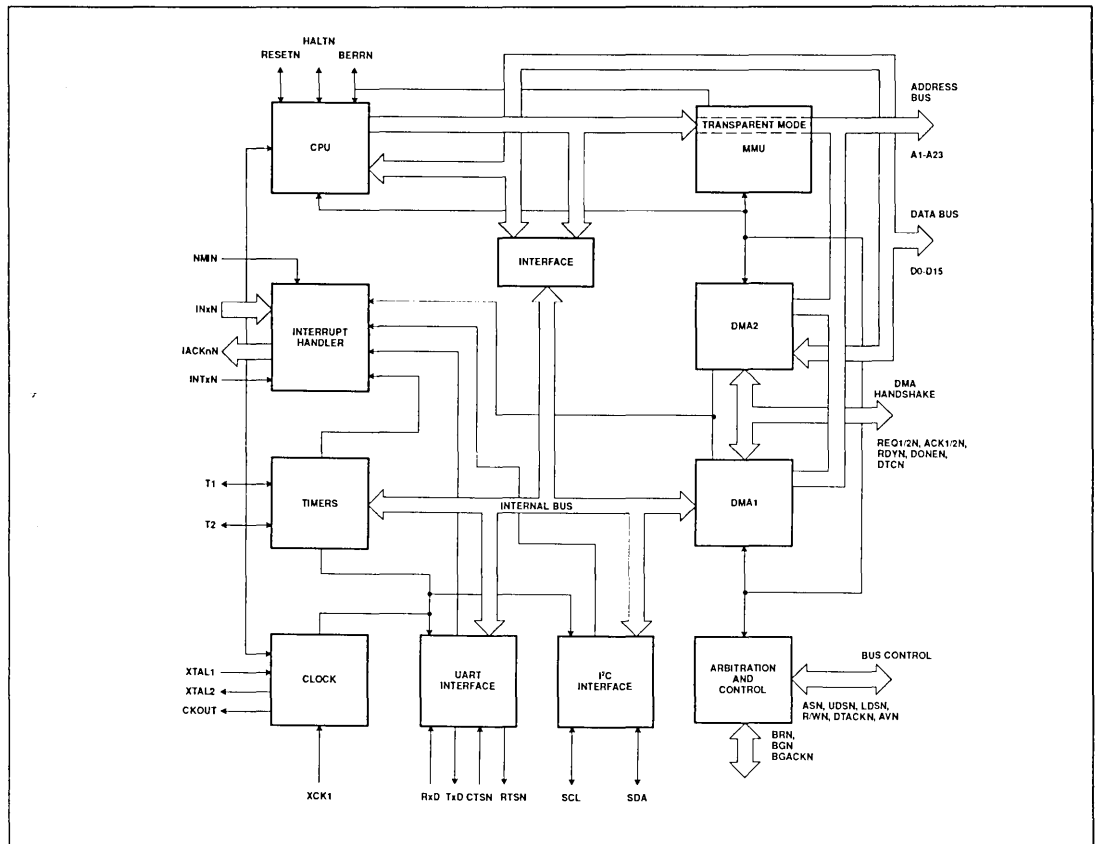 HALTN
RESETN
BERRN
CPU
TRANSPARENT MODE
MMU
ADDRESS
BUS
A1-A23
DATA BUS
D0-D15
INTERFACE
NMIN
INxN
IACKnN
INTxN
INTERRUPT
HANDLER
DMA2
DMA
HANDSHAKE
REQ1/2N, ACK1/2N,
RDYN, DONEN,
DTCN
T1
T2
TIMERS
INTERNAL BUS
DMA1
XTAL1
XTAL2
CKOUT
CLOCK
UART
INTERFACE
I²C
INTERFACE
ARBITRATION
AND
CONTROL
BUS CONTROL
ASN, UDSN, LDSN,
R/WN, DTACKN, AVN
BRN,
BGN
BGACKN
XCK1
RxD
TxD
CTSN
RTSN
SCL
SDA